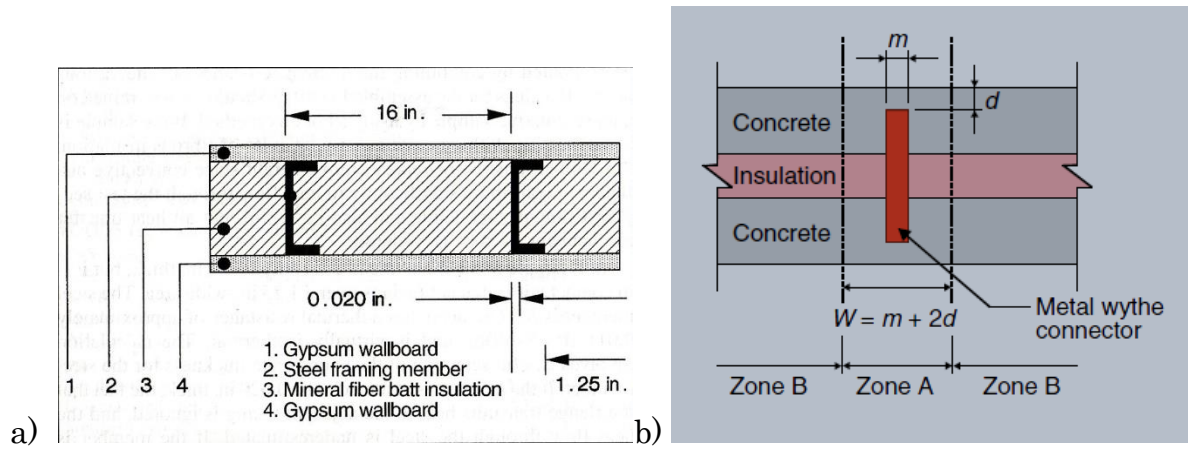 16 in.
0.020 in.
1. Gypsum wallboard
2. Steel framing member
3. Mineral fiber batt insulation
4. Gypsum wallboard
1.25 in.
1 2 3 4
a)
m
d
Concrete
Insulation
Concrete
W = m + 2d
Metal wythe
connector
Zone B Zone A Zone B
b)